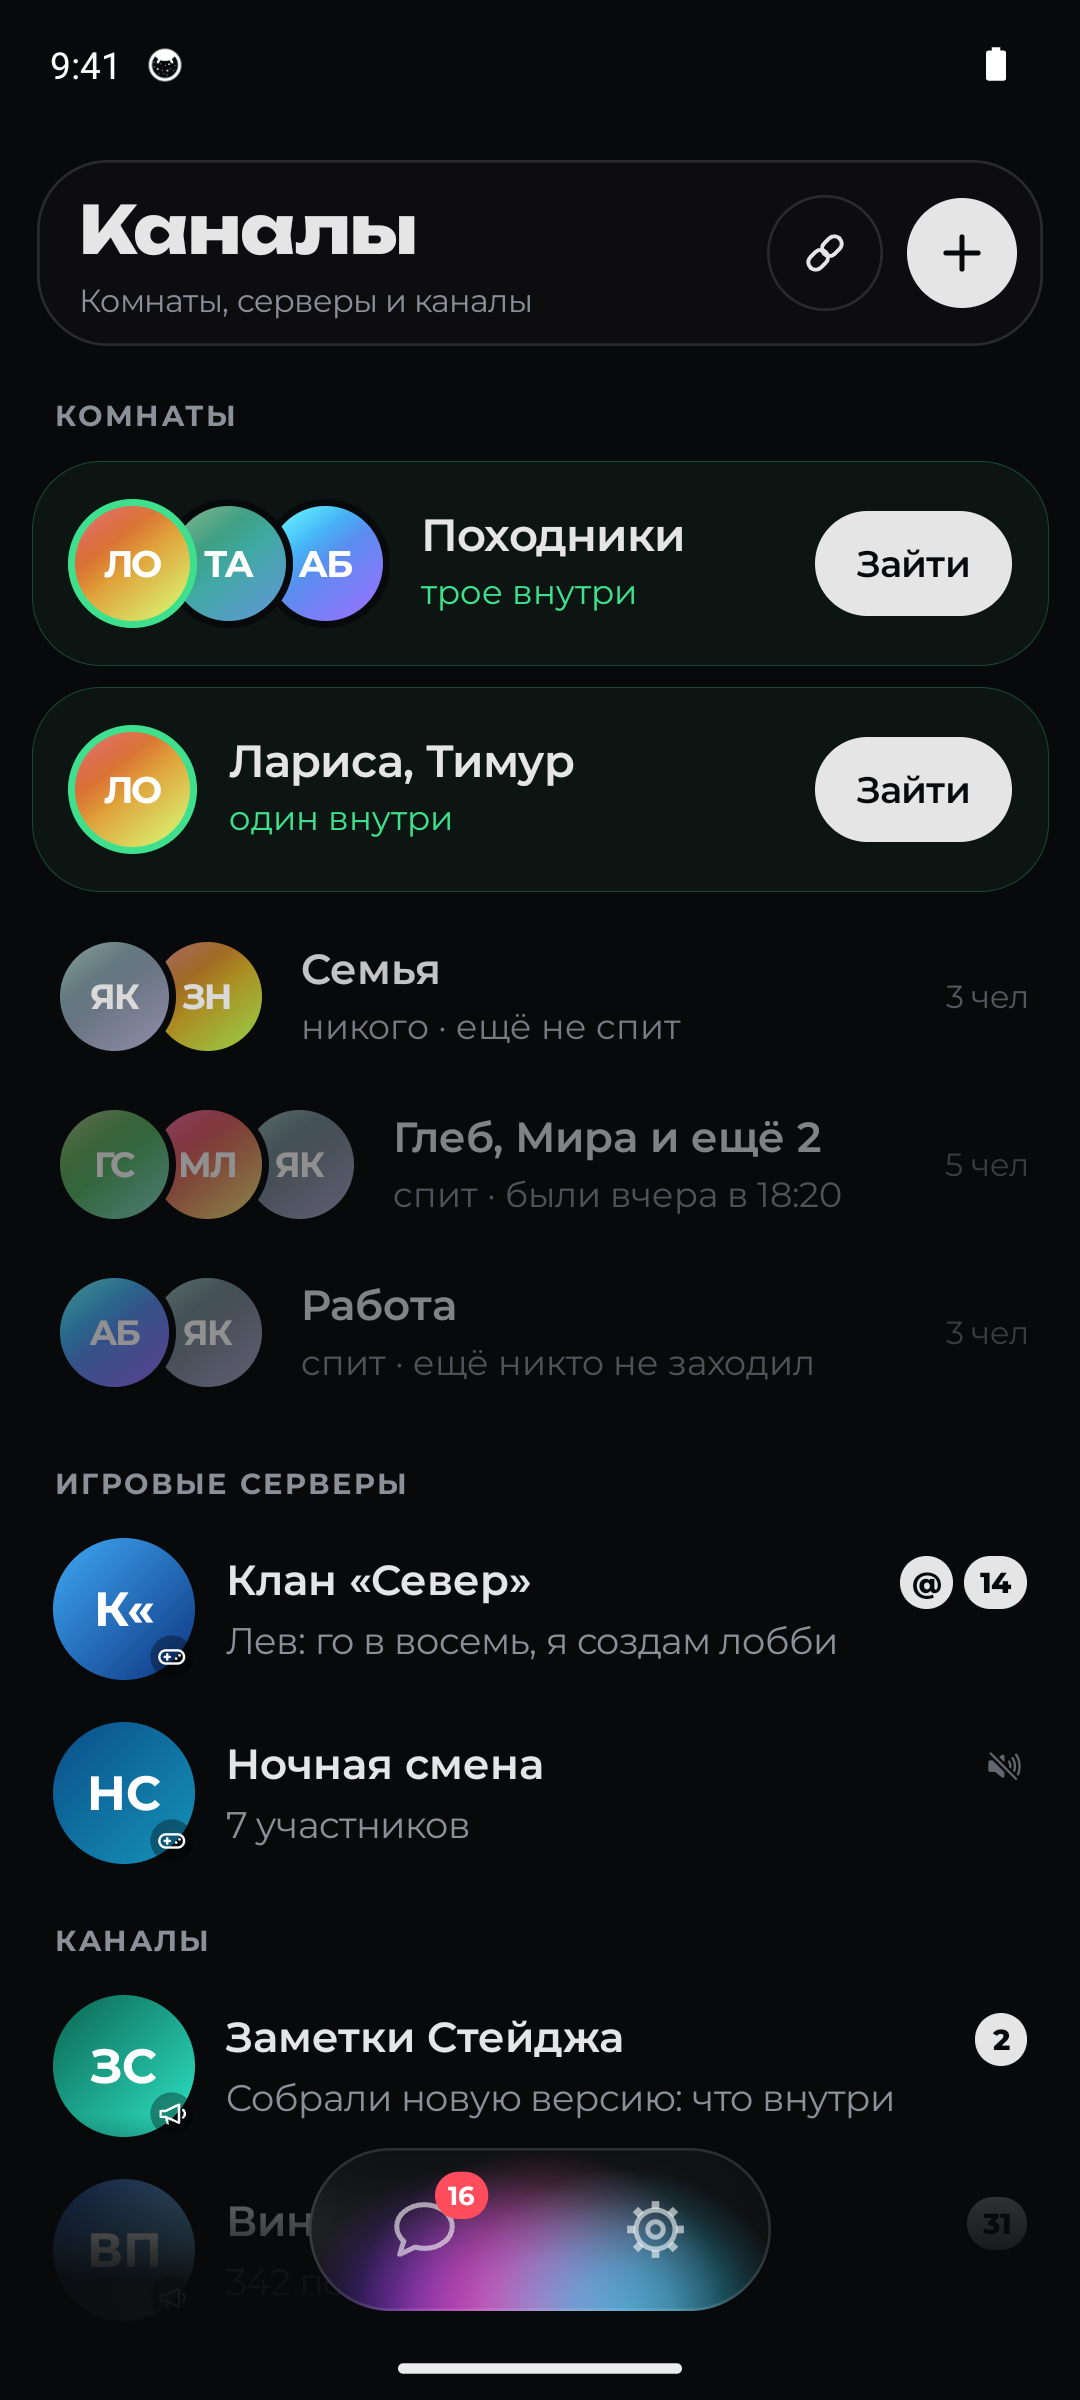 9:41
Каналы
Комнаты, серверы и каналы
КОМНАТЫ
ЛО ТА АБ
Походники
трое внутри
Зайти
ЛО
Лариса, Тимур
один внутри
Зайти
ЯК ЗН
Семья
никого · ещё не спит
3 чел
ГС МЛ ЯК
Глеб, Мира и ещё 2
спит · были вчера в 18:20
5 чел
АБ ЯК
Работа
спит · ещё никто не заходил
3 чел
ИГРОВЫЕ СЕРВЕРЫ
К«
Клан «Север»
@ 14
Лев: го в восемь, я создам лобби
НС
Ночная смена
7 участников
КАНАЛЫ
ЗС
Заметки Стейджа
2
Собрали новую версию: что внутри
ВП
Вин
31
342 п
16